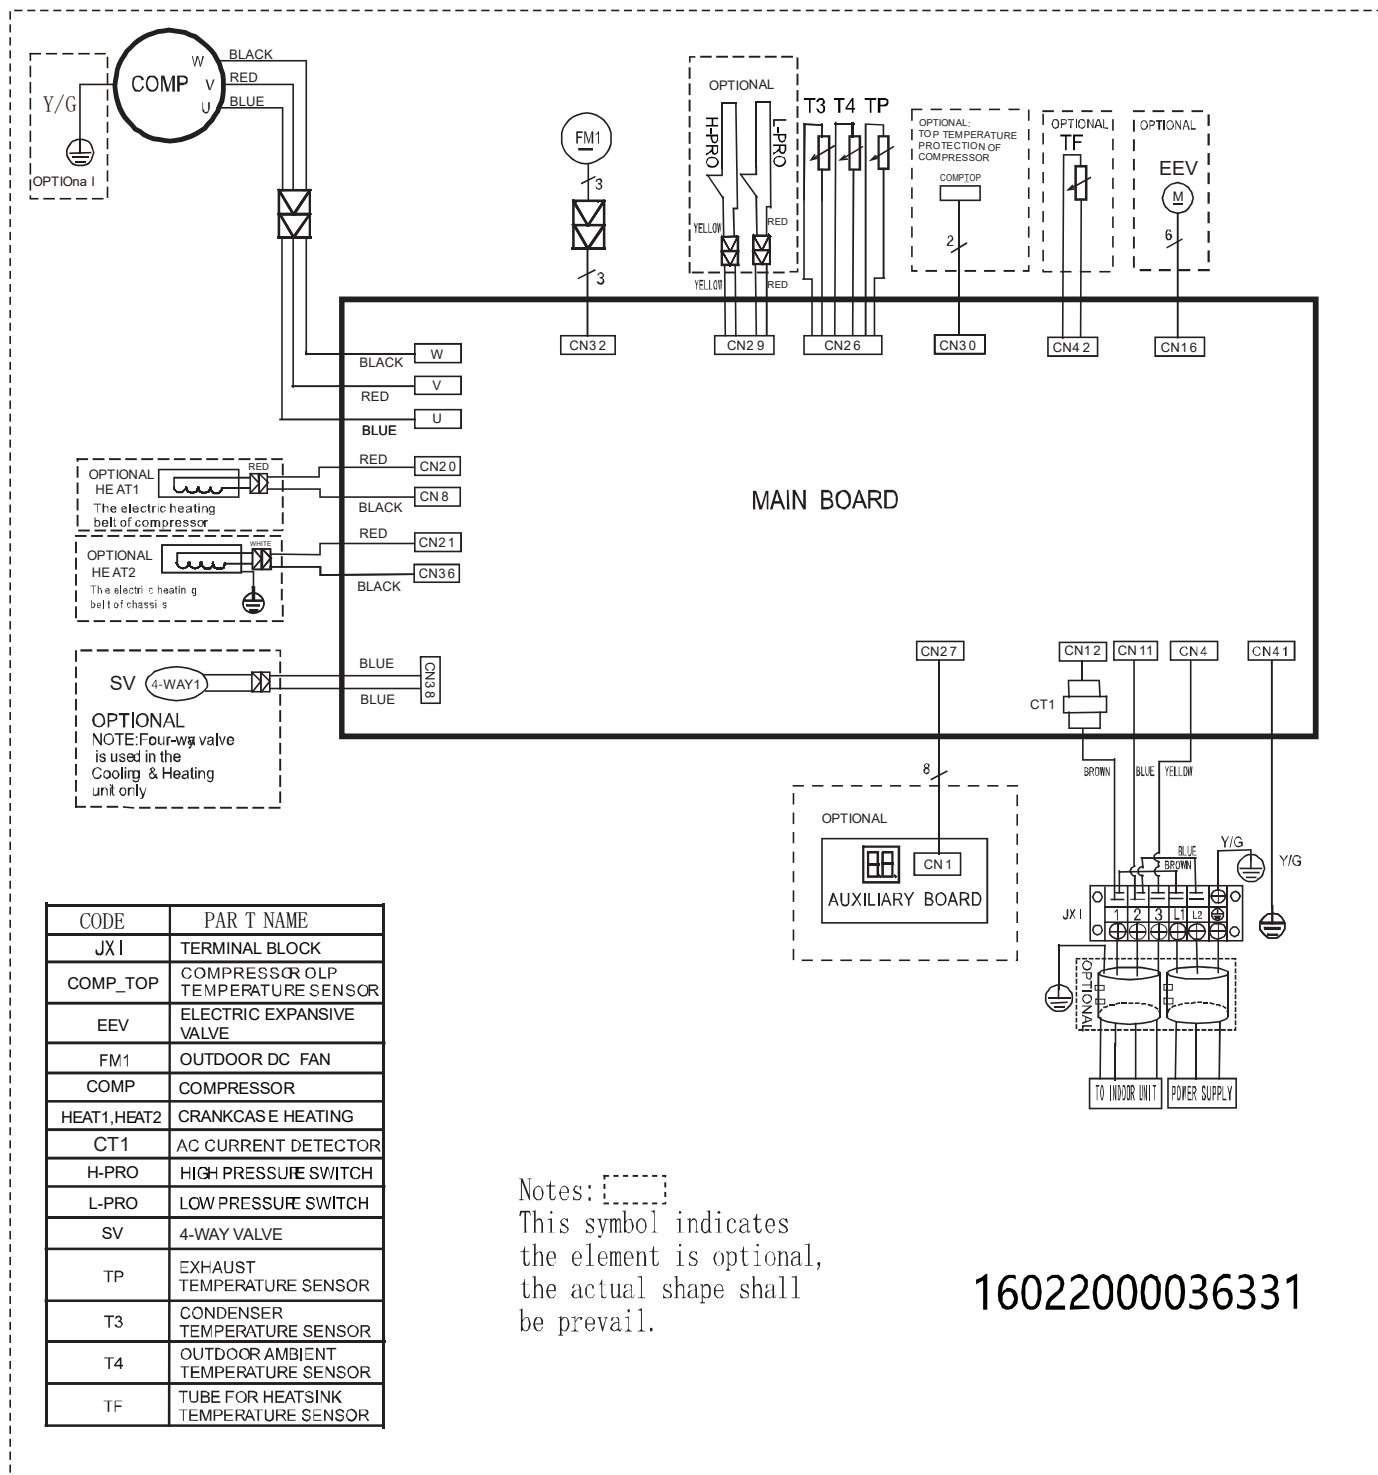 COMP
W
V
U
BLACK
RED
BLUE
Y/G
OPTIOnal
FM1
3
3
OPTIONAL
H-PRO
L-PRO
YELLOW
RED
YELLOW
RED
T3 T4 TP
OPTIONAL:
TOP TEMPERATURE
PROTECTION OF
COMPRESSOR
COMPTOP
2
OPTIONAL
TF
OPTIONAL
EEV
M
6
CN32
CN29
CN26
CN30
CN42
CN16
BLACK
W
RED
V
BLUE
U
MAIN BOARD
OPTIONAL
HEAT1
RED
The electric heating
belt of compressor
RED
CN20
BLACK
CN8
OPTIONAL
HEAT2
WHITE
The electric heating
belt of chassis
RED
CN21
BLACK
CN36
SV
4-WAY1
BLUE
BLUE
CN38
OPTIONAL
NOTE:Four-way valve
is used in the
Cooling & Heating
unit only
CN27
CN12
CN11
CN4
CN41
CT1
8
BROWN
BLUE
YELLOW
OPTIONAL
CN1
AUXILIARY BOARD
BLUE
BROWN
Y/G
Y/G
JX1
1 2 3 L1 L2
OPTIONAL
TO INDOOR UNIT
POWER SUPPLY
CODE PART NAME
JX1 TERMINAL BLOCK
COMP_TOP COMPRESSOR OLP
TEMPERATURE SENSOR
EEV ELECTRIC EXPANSIVE
VALVE
FM1 OUTDOOR DC FAN
COMP COMPRESSOR
HEAT1,HEAT2 CRANKCASE HEATING
CT1 AC CURRENT DETECTOR
H-PRO HIGH PRESSURE SWITCH
L-PRO LOW PRESSURE SWITCH
SV 4-WAY VALVE
TP EXHAUST
TEMPERATURE SENSOR
T3 CONDENSER
TEMPERATURE SENSOR
T4 OUTDOOR AMBIENT
TEMPERATURE SENSOR
TF TUBE FOR HEATSINK
TEMPERATURE SENSOR
Notes:
This symbol indicates
the element is optional,
the actual shape shall
be prevail.
16022000036331